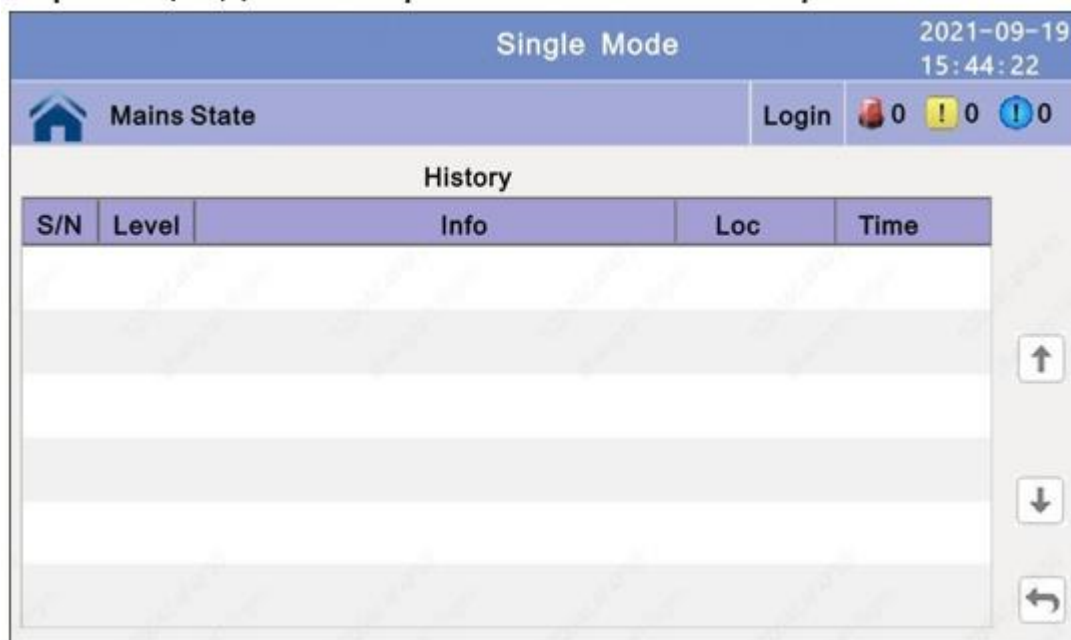 Single Mode
2021-09-19
15:44:22
Mains State
Login
0
! 0
! 0
History
S/N Level Info Loc Time